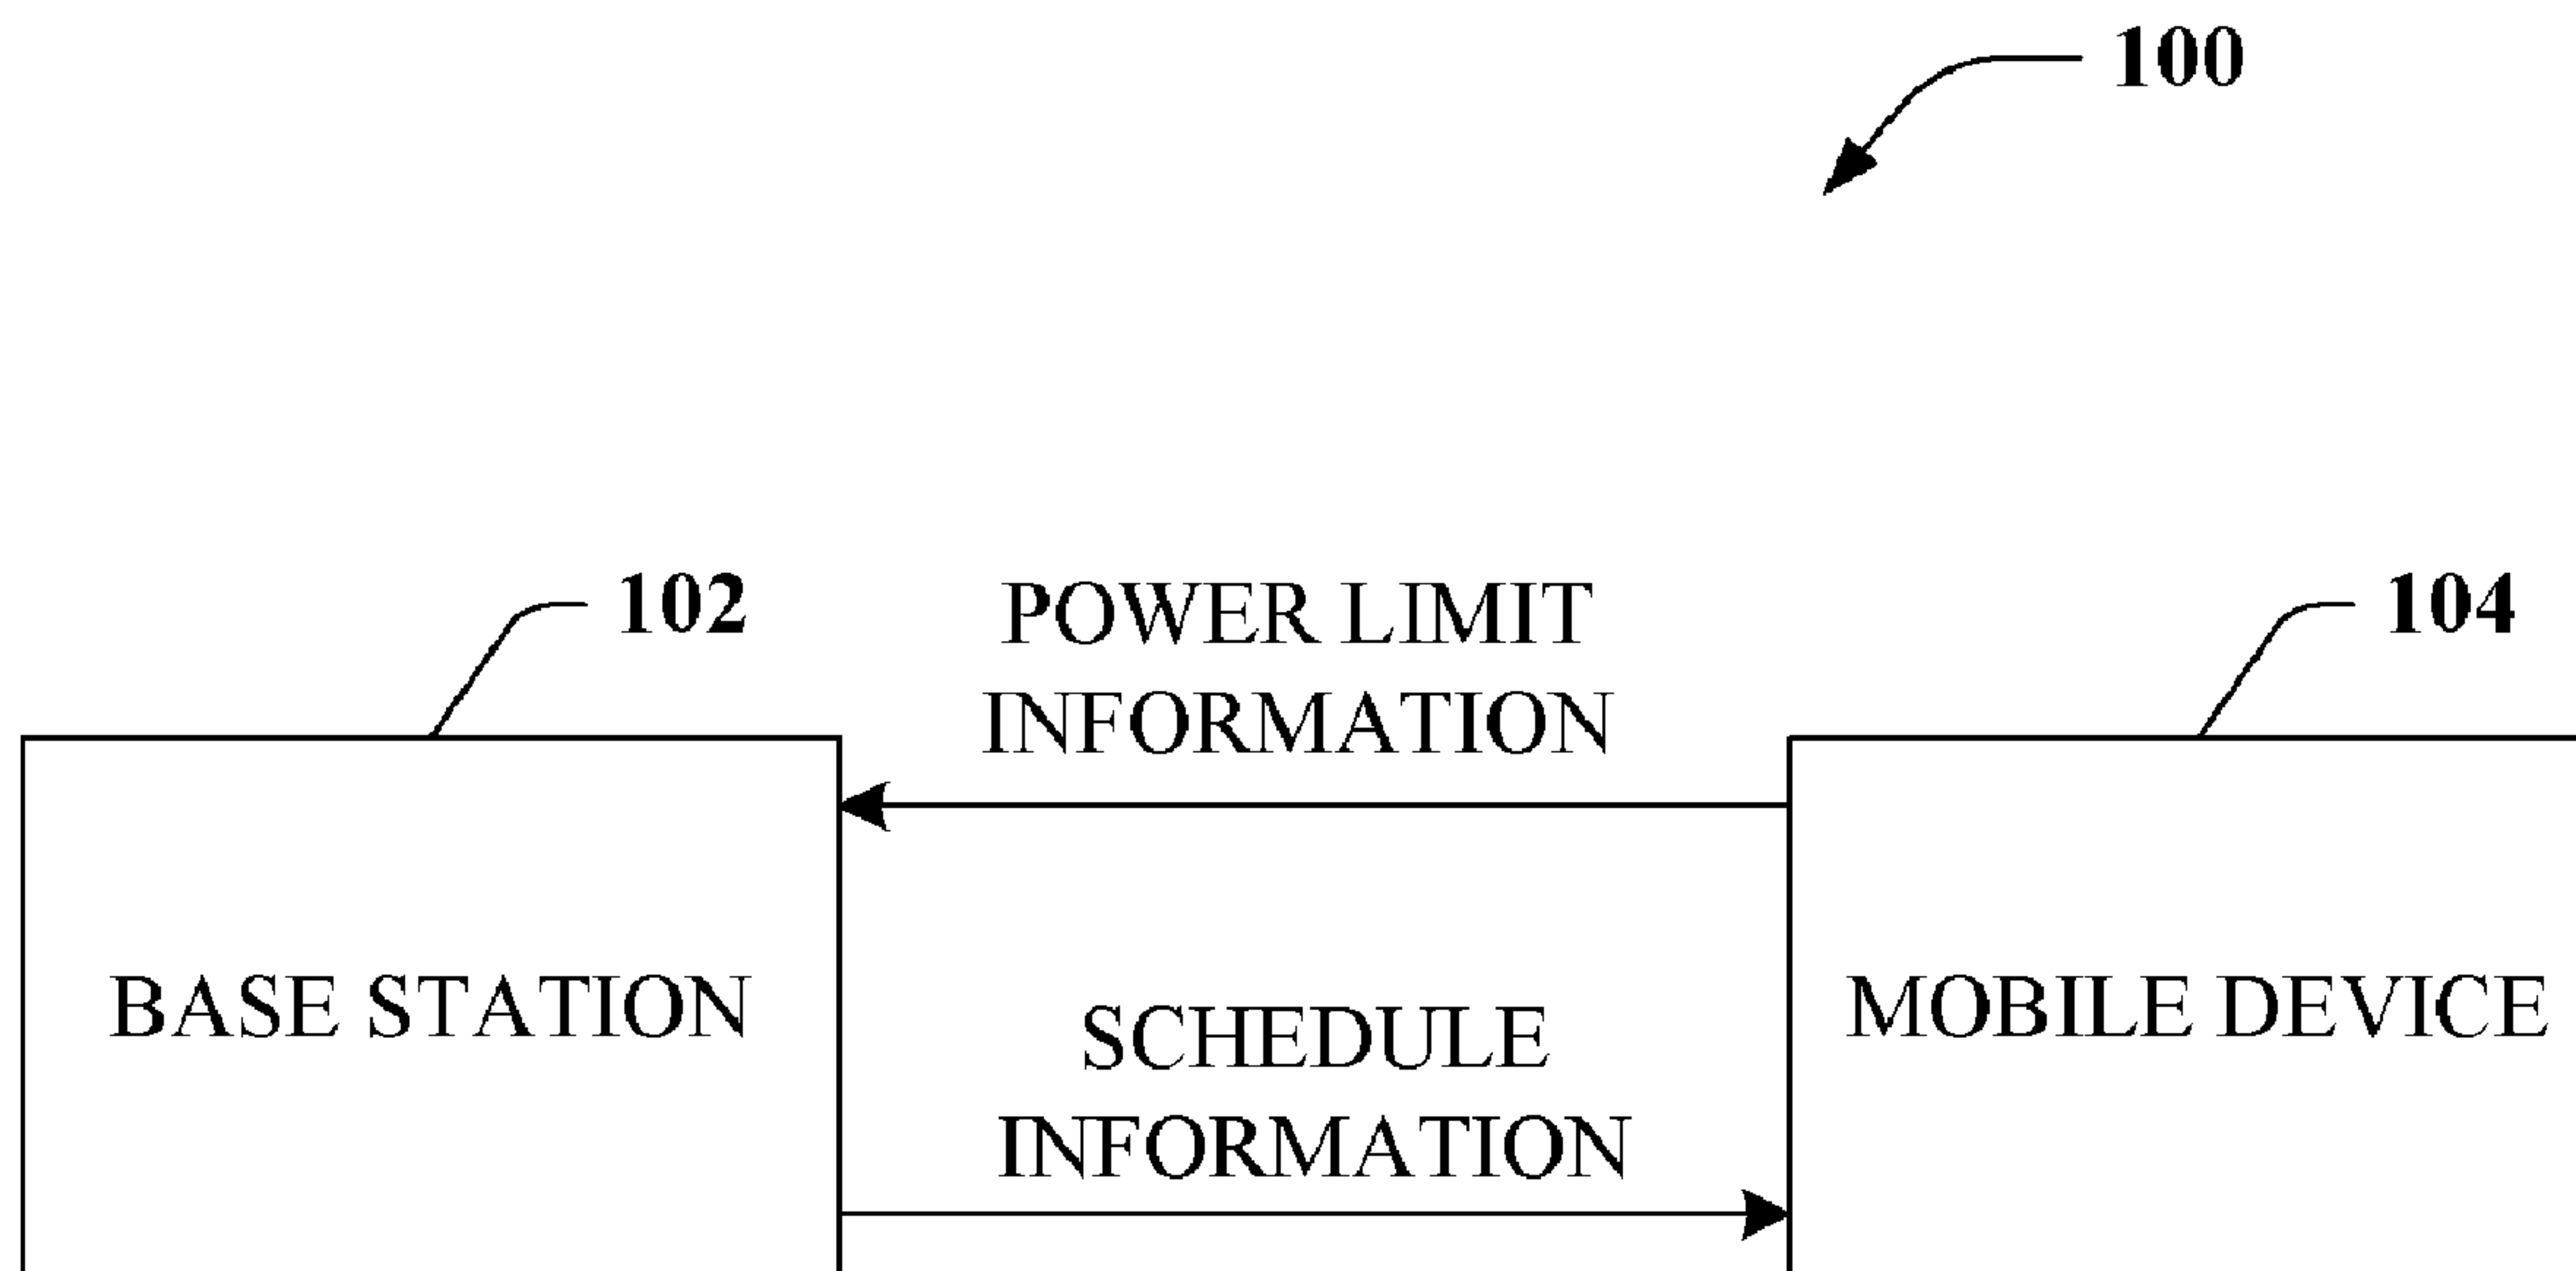 100
102
POWER LIMIT
INFORMATION
104
BASE STATION
SCHEDULE
INFORMATION
MOBILE DEVICE